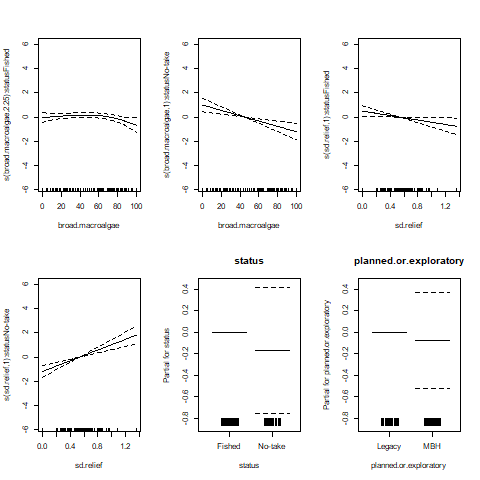 s(broad.macroalgae,2.25):statusFished
6
4
2
0
-2
-4
-6
0 20 40 60 80 100
broad.macroalgae
s(broad.macroalgae,1):statusNo-take
6
4
2
0
-2
-4
-6
0 20 40 60 80 100
broad.macroalgae
s(sd.relief,1):statusFished
6
4
2
0
-2
-4
-6
0.0 0.4 0.8 1.2
sd.relief
s(sd.relief,1):statusNo-take
6
4
2
0
-2
-4
-6
0.0 0.4 0.8 1.2
sd.relief
status
Partial for status
0.4
0.2
0.0
-0.2
-0.4
-0.6
-0.8
Fished No-take
status
planned.or.exploratory
Partial for planned.or.exploratory
0.4
0.2
0.0
-0.2
-0.4
-0.6
-0.8
Legacy MBH
planned.or.exploratory